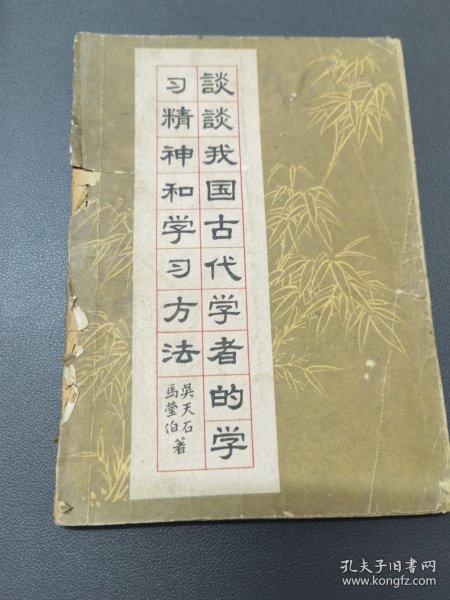 談談我国古代学者的学
习精神和学习方法
吳天石
馬瑩伯
著
孔夫子旧书网
www.kongfz.com